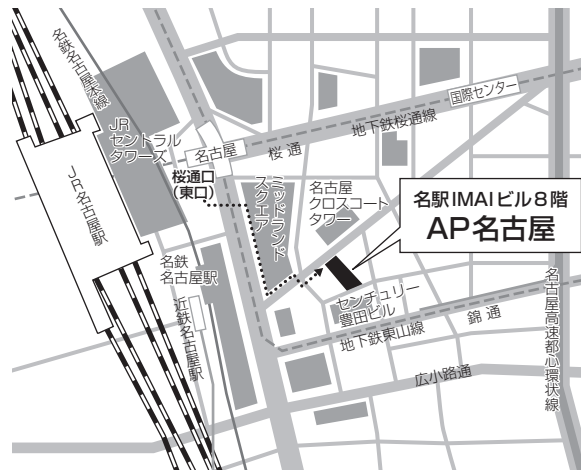 名鉄名古屋本線
JR
セントラル
タワーズ
JR名古屋駅
名古屋
桜通口
(東口)
桜通
地下鉄桜通線
国際センター
ミッドランド
スクエア
名古屋
クロスコート
タワー
名駅IMAIビル8階
AP名古屋
名鉄
名古屋駅
近鉄名古屋駅
センチュリー
豊田ビル
地下鉄東山線
錦通
広小路通
名古屋高速都心環状線